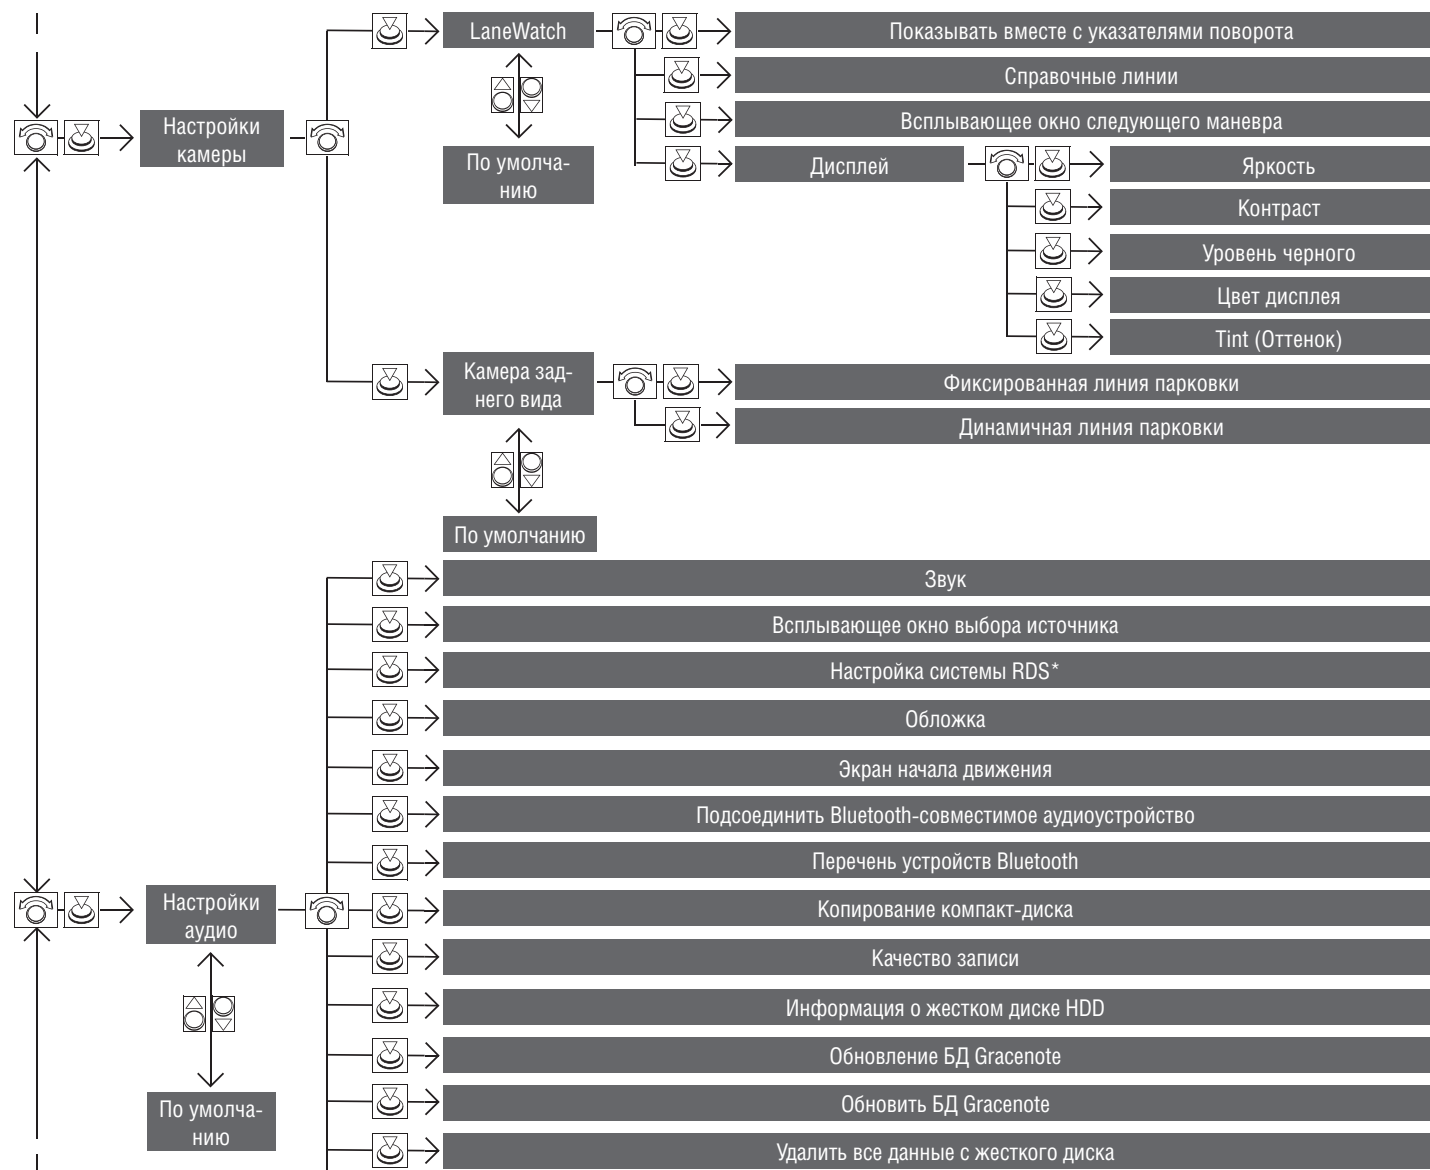 LaneWatch
Показывать вместе с указателями поворота
Справочные линии
Всплывающее окно следующего маневра
Настройки
камеры
По умолча-
нию
Дисплей
Яркость
Контраст
Уровень черного
Цвет дисплея
Tint (Оттенок)
Камера зад-
него вида
Фиксированная линия парковки
Динамичная линия парковки
По умолчанию
Звук
Всплывающее окно выбора источника
Настройка системы RDS*
Обложка
Экран начала движения
Подсоединить Bluetooth-совместимое аудиоустройство
Перечень устройств Bluetooth
Настройки
аудио
Копирование компакт-диска
Качество записи
Информация о жестком диске HDD
Обновление БД Gracenote
Обновить БД Gracenote
По умолча-
нию
Удалить все данные с жесткого диска